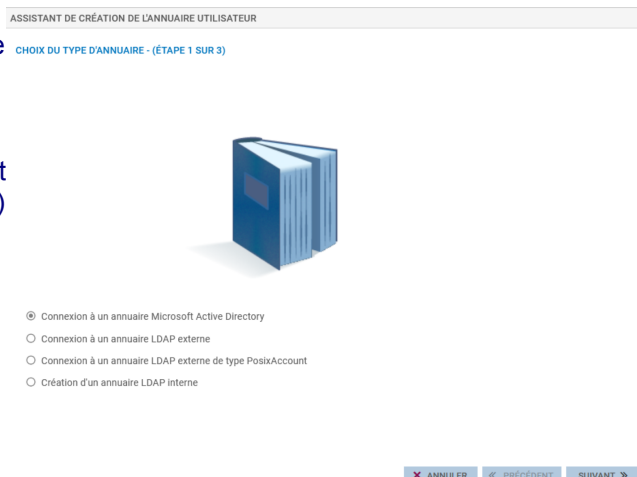 ASSISTANT DE CRÉATION DE L'ANNUAIRE UTILISATEUR
e
CHOIX DU TYPE D'ANNUAIRE - (ÉTAPE 1 SUR 3)
t
)
Connexion à un annuaire Microsoft Active Directory
Connexion à un annuaire LDAP externe
Connexion à un annuaire LDAP externe de type PosixAccount
Création d'un annuaire LDAP interne
ANNULER « PRÉCÉDENT SUIVANT »